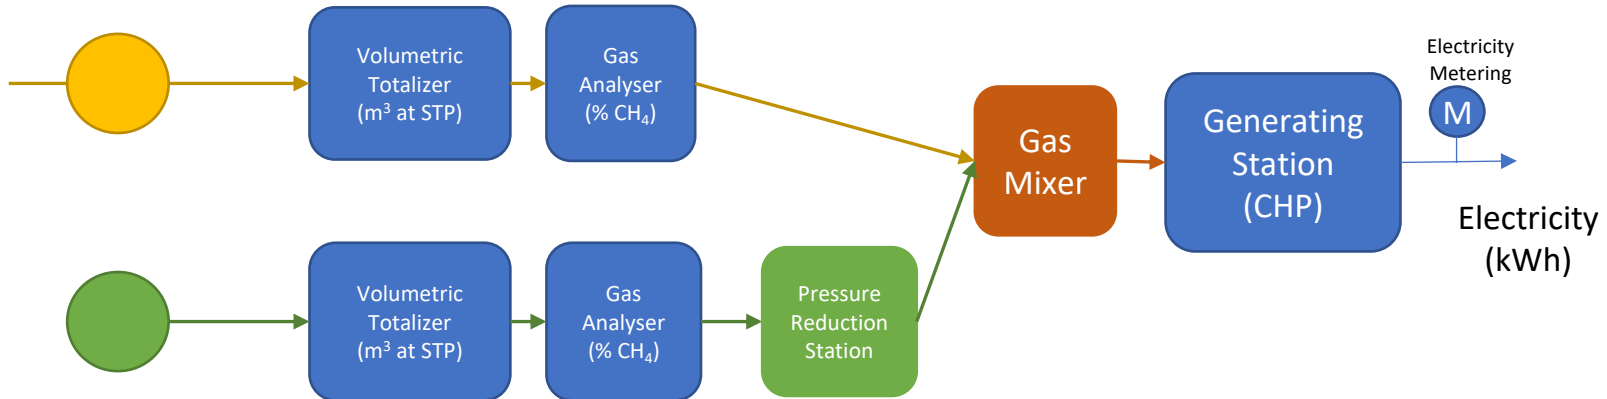 Volumetric
Totalizer
(m³ at STP)
Gas
Analyser
(% CH₄)
Gas
Mixer
Generating
Station
(CHP)
Electricity
Metering
M
Electricity
(kWh)
Volumetric
Totalizer
(m³ at STP)
Gas
Analyser
(% CH₄)
Pressure
Reduction
Station